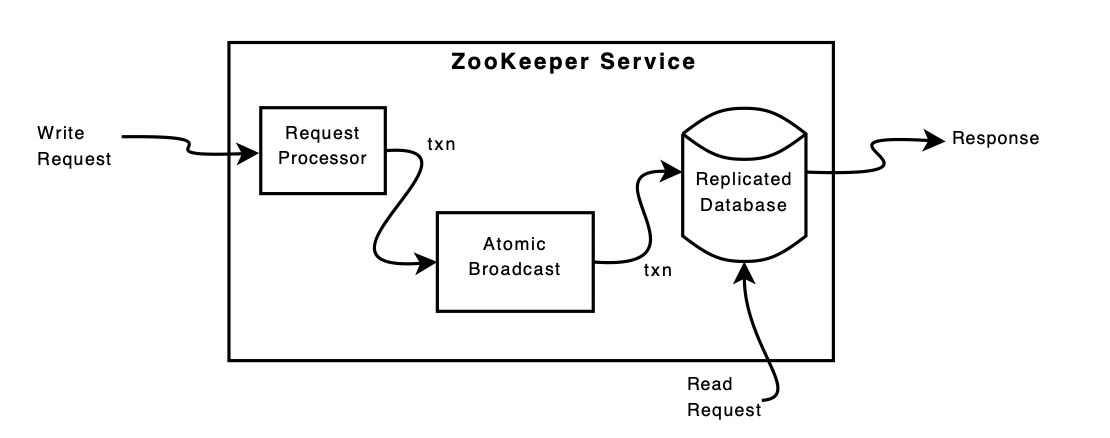 ZooKeeper Service
Write
Request
Request
Processor
txn
Atomic
Broadcast
txn
Replicated
Database
Response
Read
Request